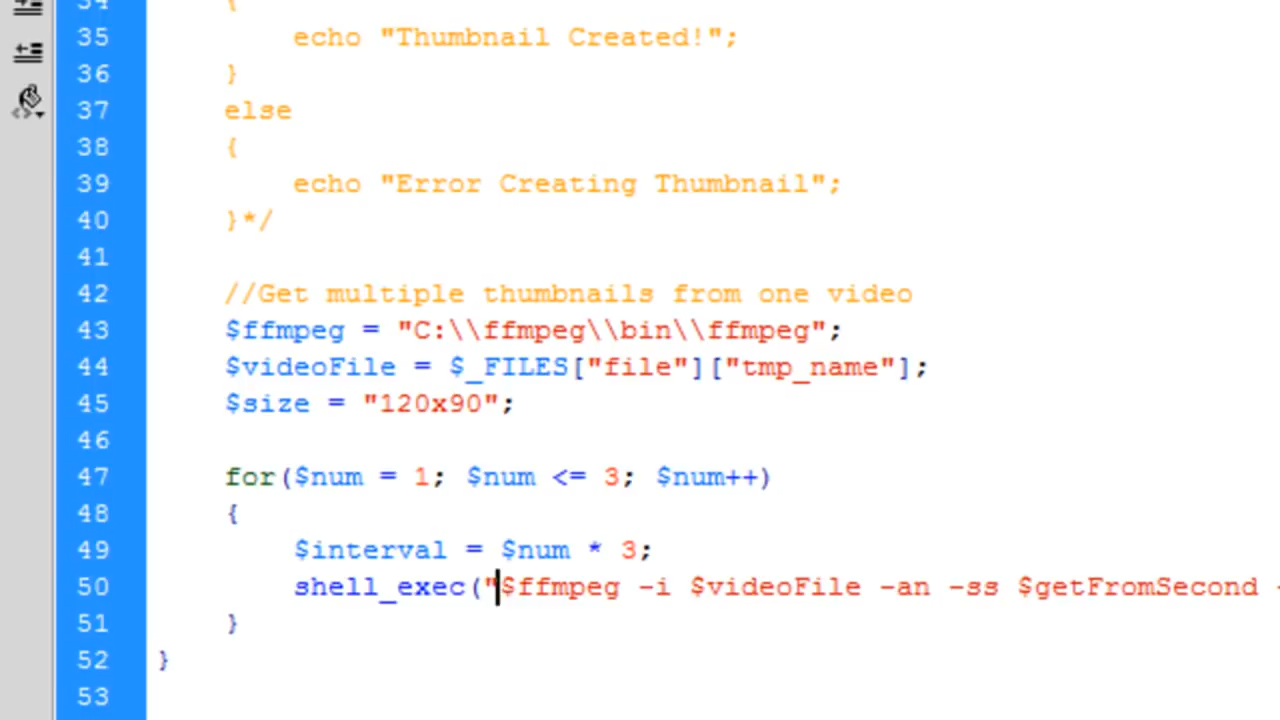 34 {
35 echo "Thumbnail Created!";
36 }
37 else
38 {
39 echo "Error Creating Thumbnail";
40 }*/
41
42 //Get multiple thumbnails from one video
43 $ffmpeg = "C:\\ffmpeg\\bin\\ffmpeg";
44 $videoFile = $_FILES["file"]["tmp_name"];
45 $size = "120x90";
46
47 for($num = 1; $num <= 3; $num++)
48 {
49 $interval = $num * 3;
50 shell_exec("$ffmpeg -i $videoFile -an -ss $getFromSecond -
51 }
52 }
53